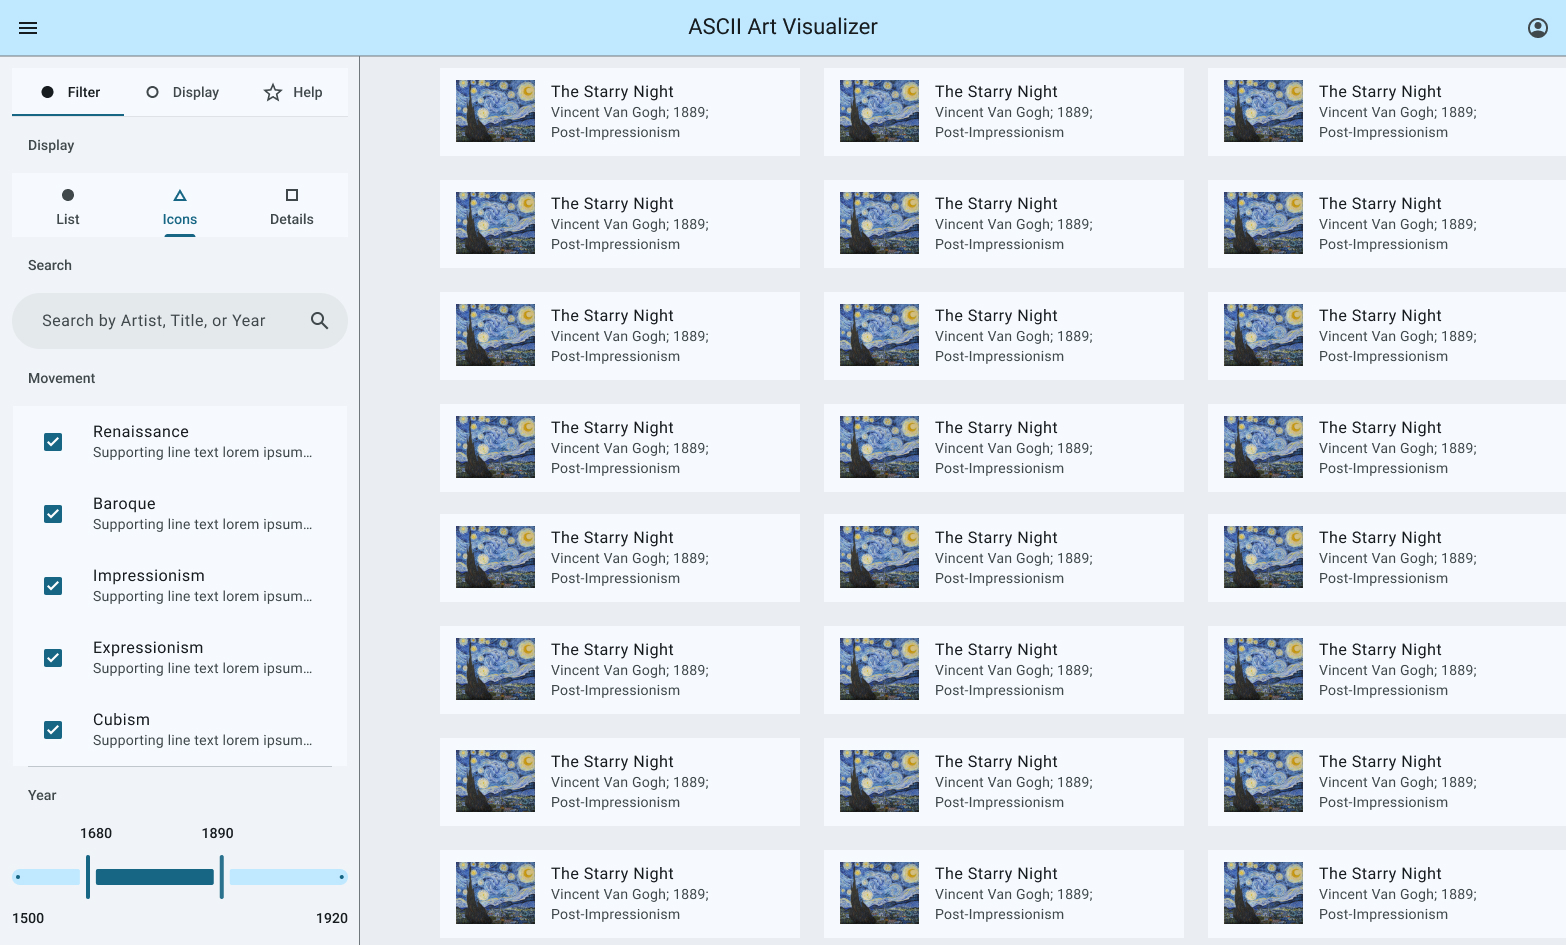 ASCII Art Visualizer
Filter
Display
Help
Display
List
Icons
Details
Search
Search by Artist, Title, or Year
Movement
Renaissance
Supporting line text lorem ipsum...
Baroque
Supporting line text lorem ipsum...
Impressionism
Supporting line text lorem ipsum...
Expressionism
Supporting line text lorem ipsum...
Cubism
Supporting line text lorem ipsum...
Year
1680
1890
1500
1920
The Starry Night
Vincent Van Gogh; 1889;
Post-Impressionism
The Starry Night
Vincent Van Gogh; 1889;
Post-Impressionism
The Starry Night
Vincent Van Gogh; 1889;
Post-Impressionism
The Starry Night
Vincent Van Gogh; 1889;
Post-Impressionism
The Starry Night
Vincent Van Gogh; 1889;
Post-Impressionism
The Starry Night
Vincent Van Gogh; 1889;
Post-Impressionism
The Starry Night
Vincent Van Gogh; 1889;
Post-Impressionism
The Starry Night
Vincent Van Gogh; 1889;
Post-Impressionism
The Starry Night
Vincent Van Gogh; 1889;
Post-Impressionism
The Starry Night
Vincent Van Gogh; 1889;
Post-Impressionism
The Starry Night
Vincent Van Gogh; 1889;
Post-Impressionism
The Starry Night
Vincent Van Gogh; 1889;
Post-Impressionism
The Starry Night
Vincent Van Gogh; 1889;
Post-Impressionism
The Starry Night
Vincent Van Gogh; 1889;
Post-Impressionism
The Starry Night
Vincent Van Gogh; 1889;
Post-Impressionism
The Starry Night
Vincent Van Gogh; 1889;
Post-Impressionism
The Starry Night
Vincent Van Gogh; 1889;
Post-Impressionism
The Starry Night
Vincent Van Gogh; 1889;
Post-Impressionism
The Starry Night
Vincent Van Gogh; 1889;
Post-Impressionism
The Starry Night
Vincent Van Gogh; 1889;
Post-Impressionism
The Starry Night
Vincent Van Gogh; 1889;
Post-Impressionism
The Starry Night
Vincent Van Gogh; 1889;
Post-Impressionism
The Starry Night
Vincent Van Gogh; 1889;
Post-Impressionism
The Starry Night
Vincent Van Gogh; 1889;
Post-Impressionism